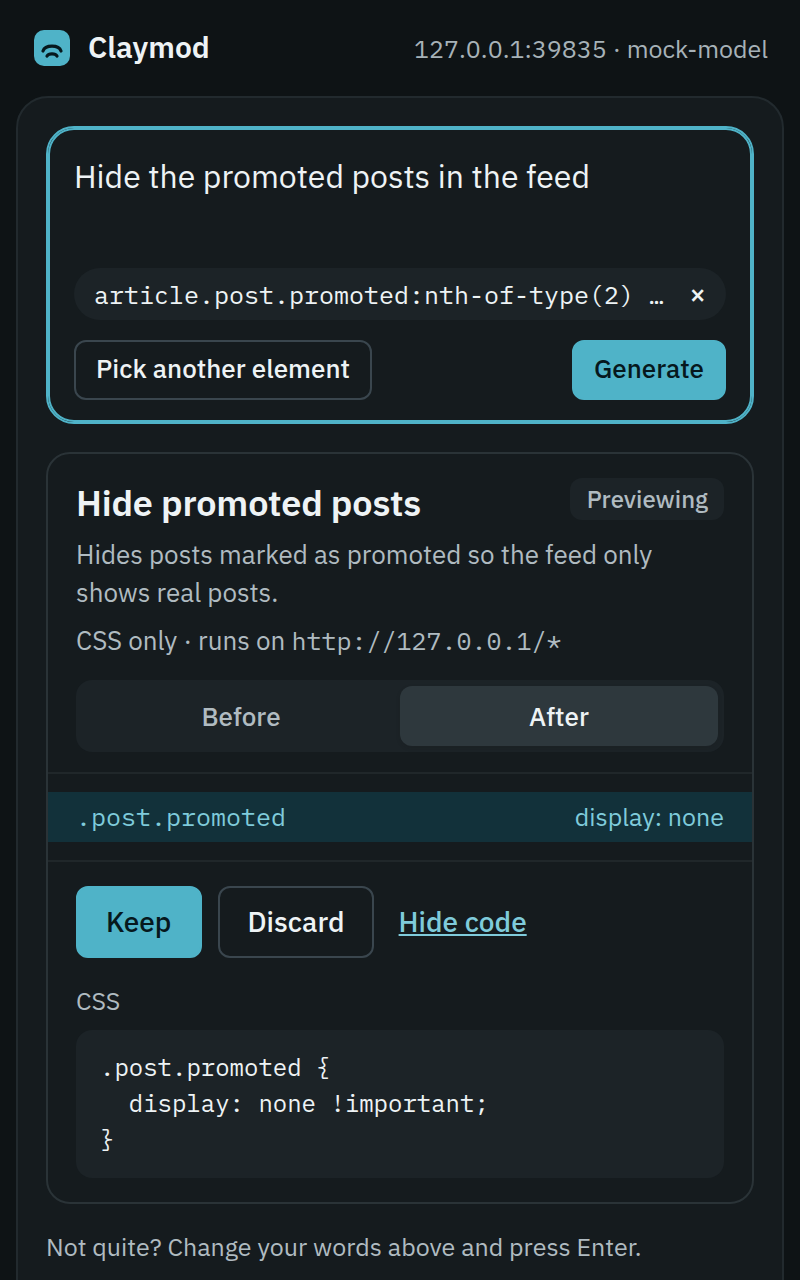 Claymod
127.0.0.1:39835 · mock-model
Hide the promoted posts in the feed
article.post.promoted:nth-of-type(2) … ×
Pick another element
Generate
Hide promoted posts
Previewing
Hides posts marked as promoted so the feed only
shows real posts.
CSS only · runs on http://127.0.0.1/*
Before
After
.post.promoted
display: none
Keep
Discard
Hide code
CSS
.post.promoted {
  display: none !important;
}
Not quite? Change your words above and press Enter.